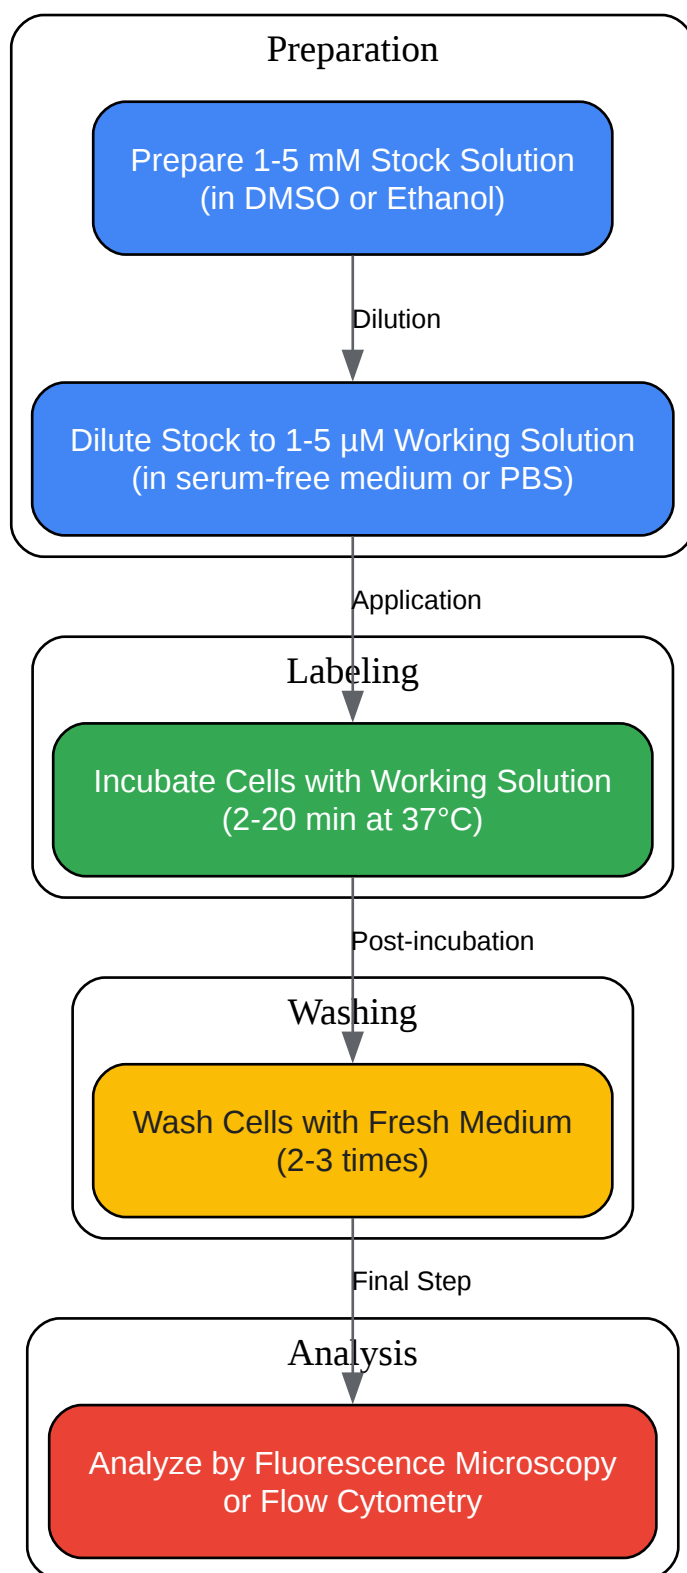 Preparation
Prepare 1-5 mM Stock Solution
(in DMSO or Ethanol)
Dilution
Dilute Stock to 1-5 µM Working Solution
(in serum-free medium or PBS)
Application
Labeling
Incubate Cells with Working Solution
(2-20 min at 37°C)
Post-incubation
Washing
Wash Cells with Fresh Medium
(2-3 times)
Final Step
Analysis
Analyze by Fluorescence Microscopy
or Flow Cytometry